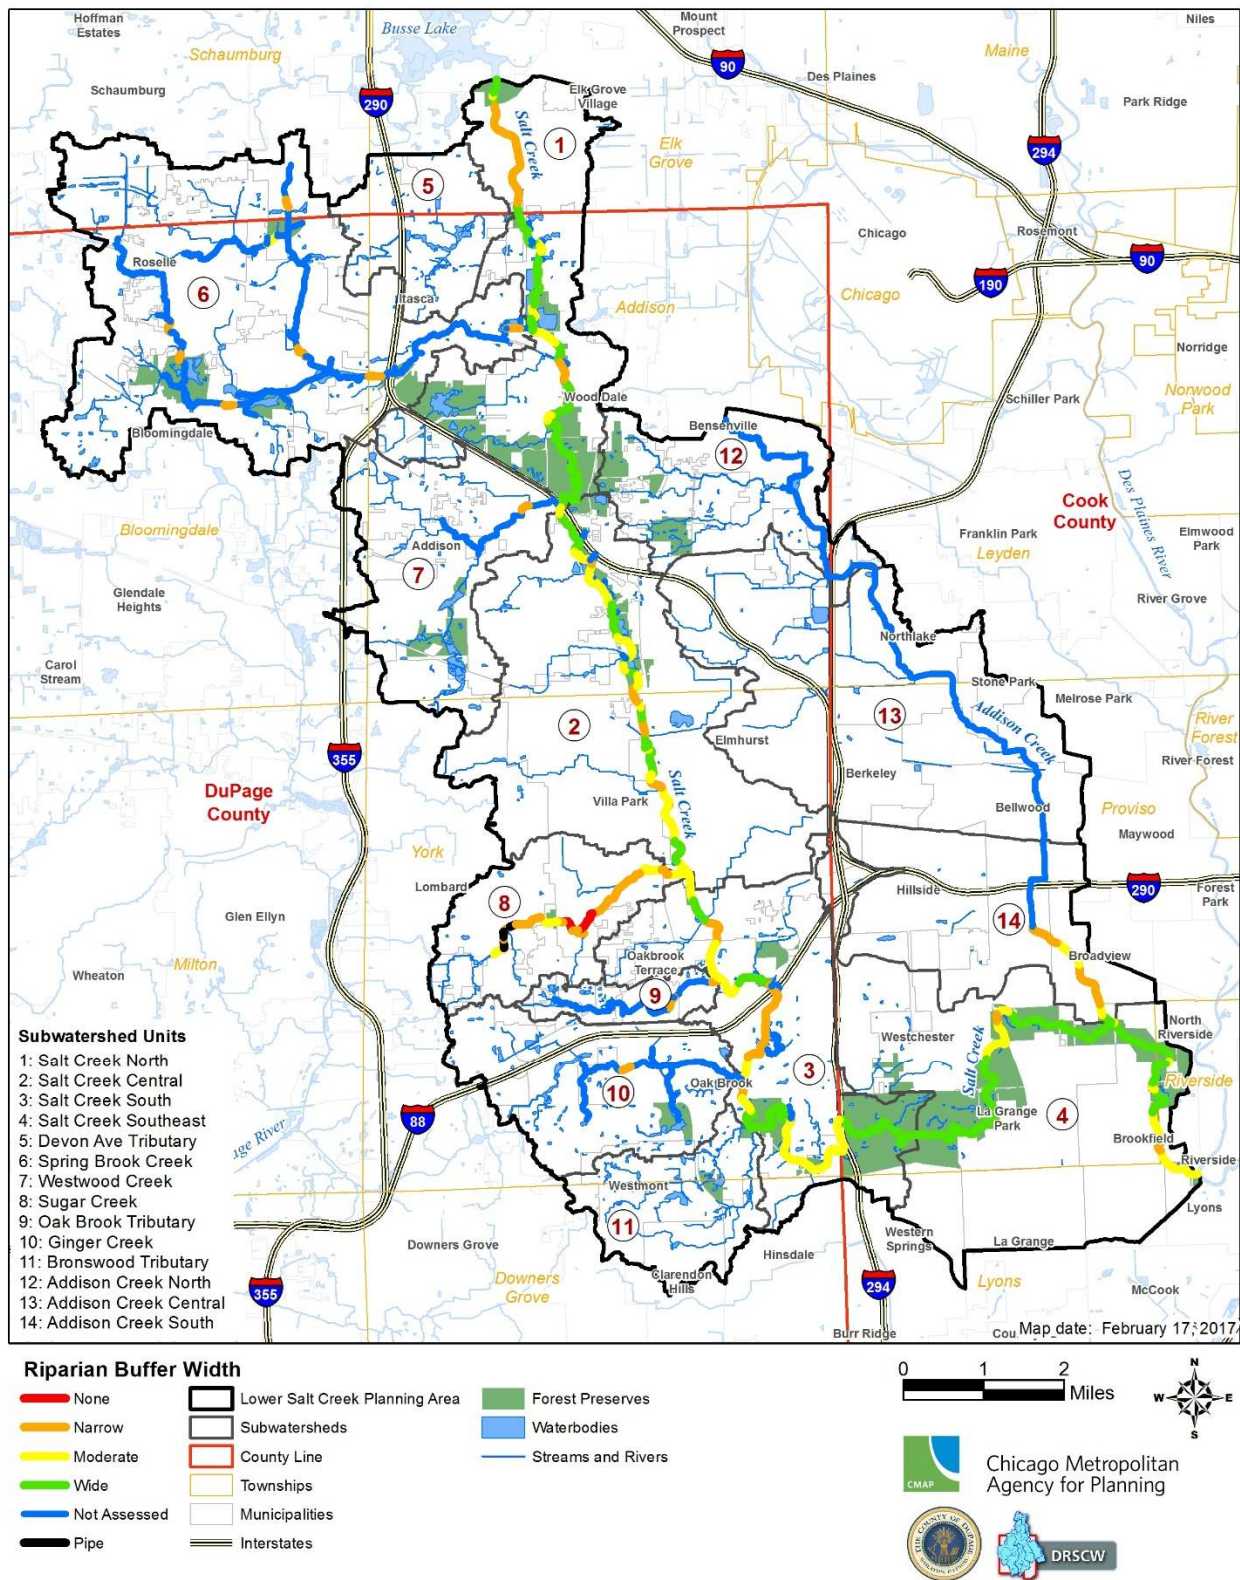 Hoffman
Estates
Busse Lake
Mount
Prospect
Niles
Schaumburg
Maine
90
Des Plaines
Schaumburg
290
Elk Grove
Village
Park Ridge
Salt Creek
1
Elk
Grove
294
5
Chicago
Rosemont
Roselle
90
190
6
Itasca
Addison
Chicago
Norridge
Wood Dale
Schiller Park
Norwood
Park
Bloomingdale
Bensenville
12
Des Plaines River
Cook
County
Bloomingdale
Franklin Park
Elmwood
Park
Addison
Leyden
7
Glendale
Heights
River Grove
Northlake
Carol
Stream
Stone Park
Melrose Park
2
13
Addison Creek
River
Forest
Elmhurst
355
River Forest
Salt Creek
Berkeley
DuPage
County
Villa Park
Bellwood
Proviso
Maywood
York
Lombard
Hillside
290
Forest
Park
8
Glen Ellyn
14
Oakbrook
Terrace
Broadview
Wheaton
Milton
9
North
Riverside
Westchester
Salt Creek
Oak Brook
3
Riverside
10
La Grange
Park
4
88
Brookfield
ge River
Riverside
Westmont
11
Lyons
Western
Springs
Downers Grove
Hinsdale
La Grange
Clarendon
Hills
Downers
Grove
294
Lyons
355
McCook
Burr Ridge
Cou
Map date: February 17, 2017
Subwatershed Units
1: Salt Creek North
2: Salt Creek Central
3: Salt Creek South
4: Salt Creek Southeast
5: Devon Ave Tributary
6: Spring Brook Creek
7: Westwood Creek
8: Sugar Creek
9: Oak Brook Tributary
10: Ginger Creek
11: Bronswood Tributary
12: Addison Creek North
13: Addison Creek Central
14: Addison Creek South
Riparian Buffer Width
None
Narrow
Moderate
Wide
Not Assessed
Pipe
Lower Salt Creek Planning Area
Subwatersheds
County Line
Townships
Municipalities
Interstates
Forest Preserves
Waterbodies
Streams and Rivers
0 1 2
Miles
N
W E
S
CMAP
Chicago Metropolitan
Agency for Planning
THE COUNTY OF DUPAGE
WHEATON, ILLINOIS
DRSCW